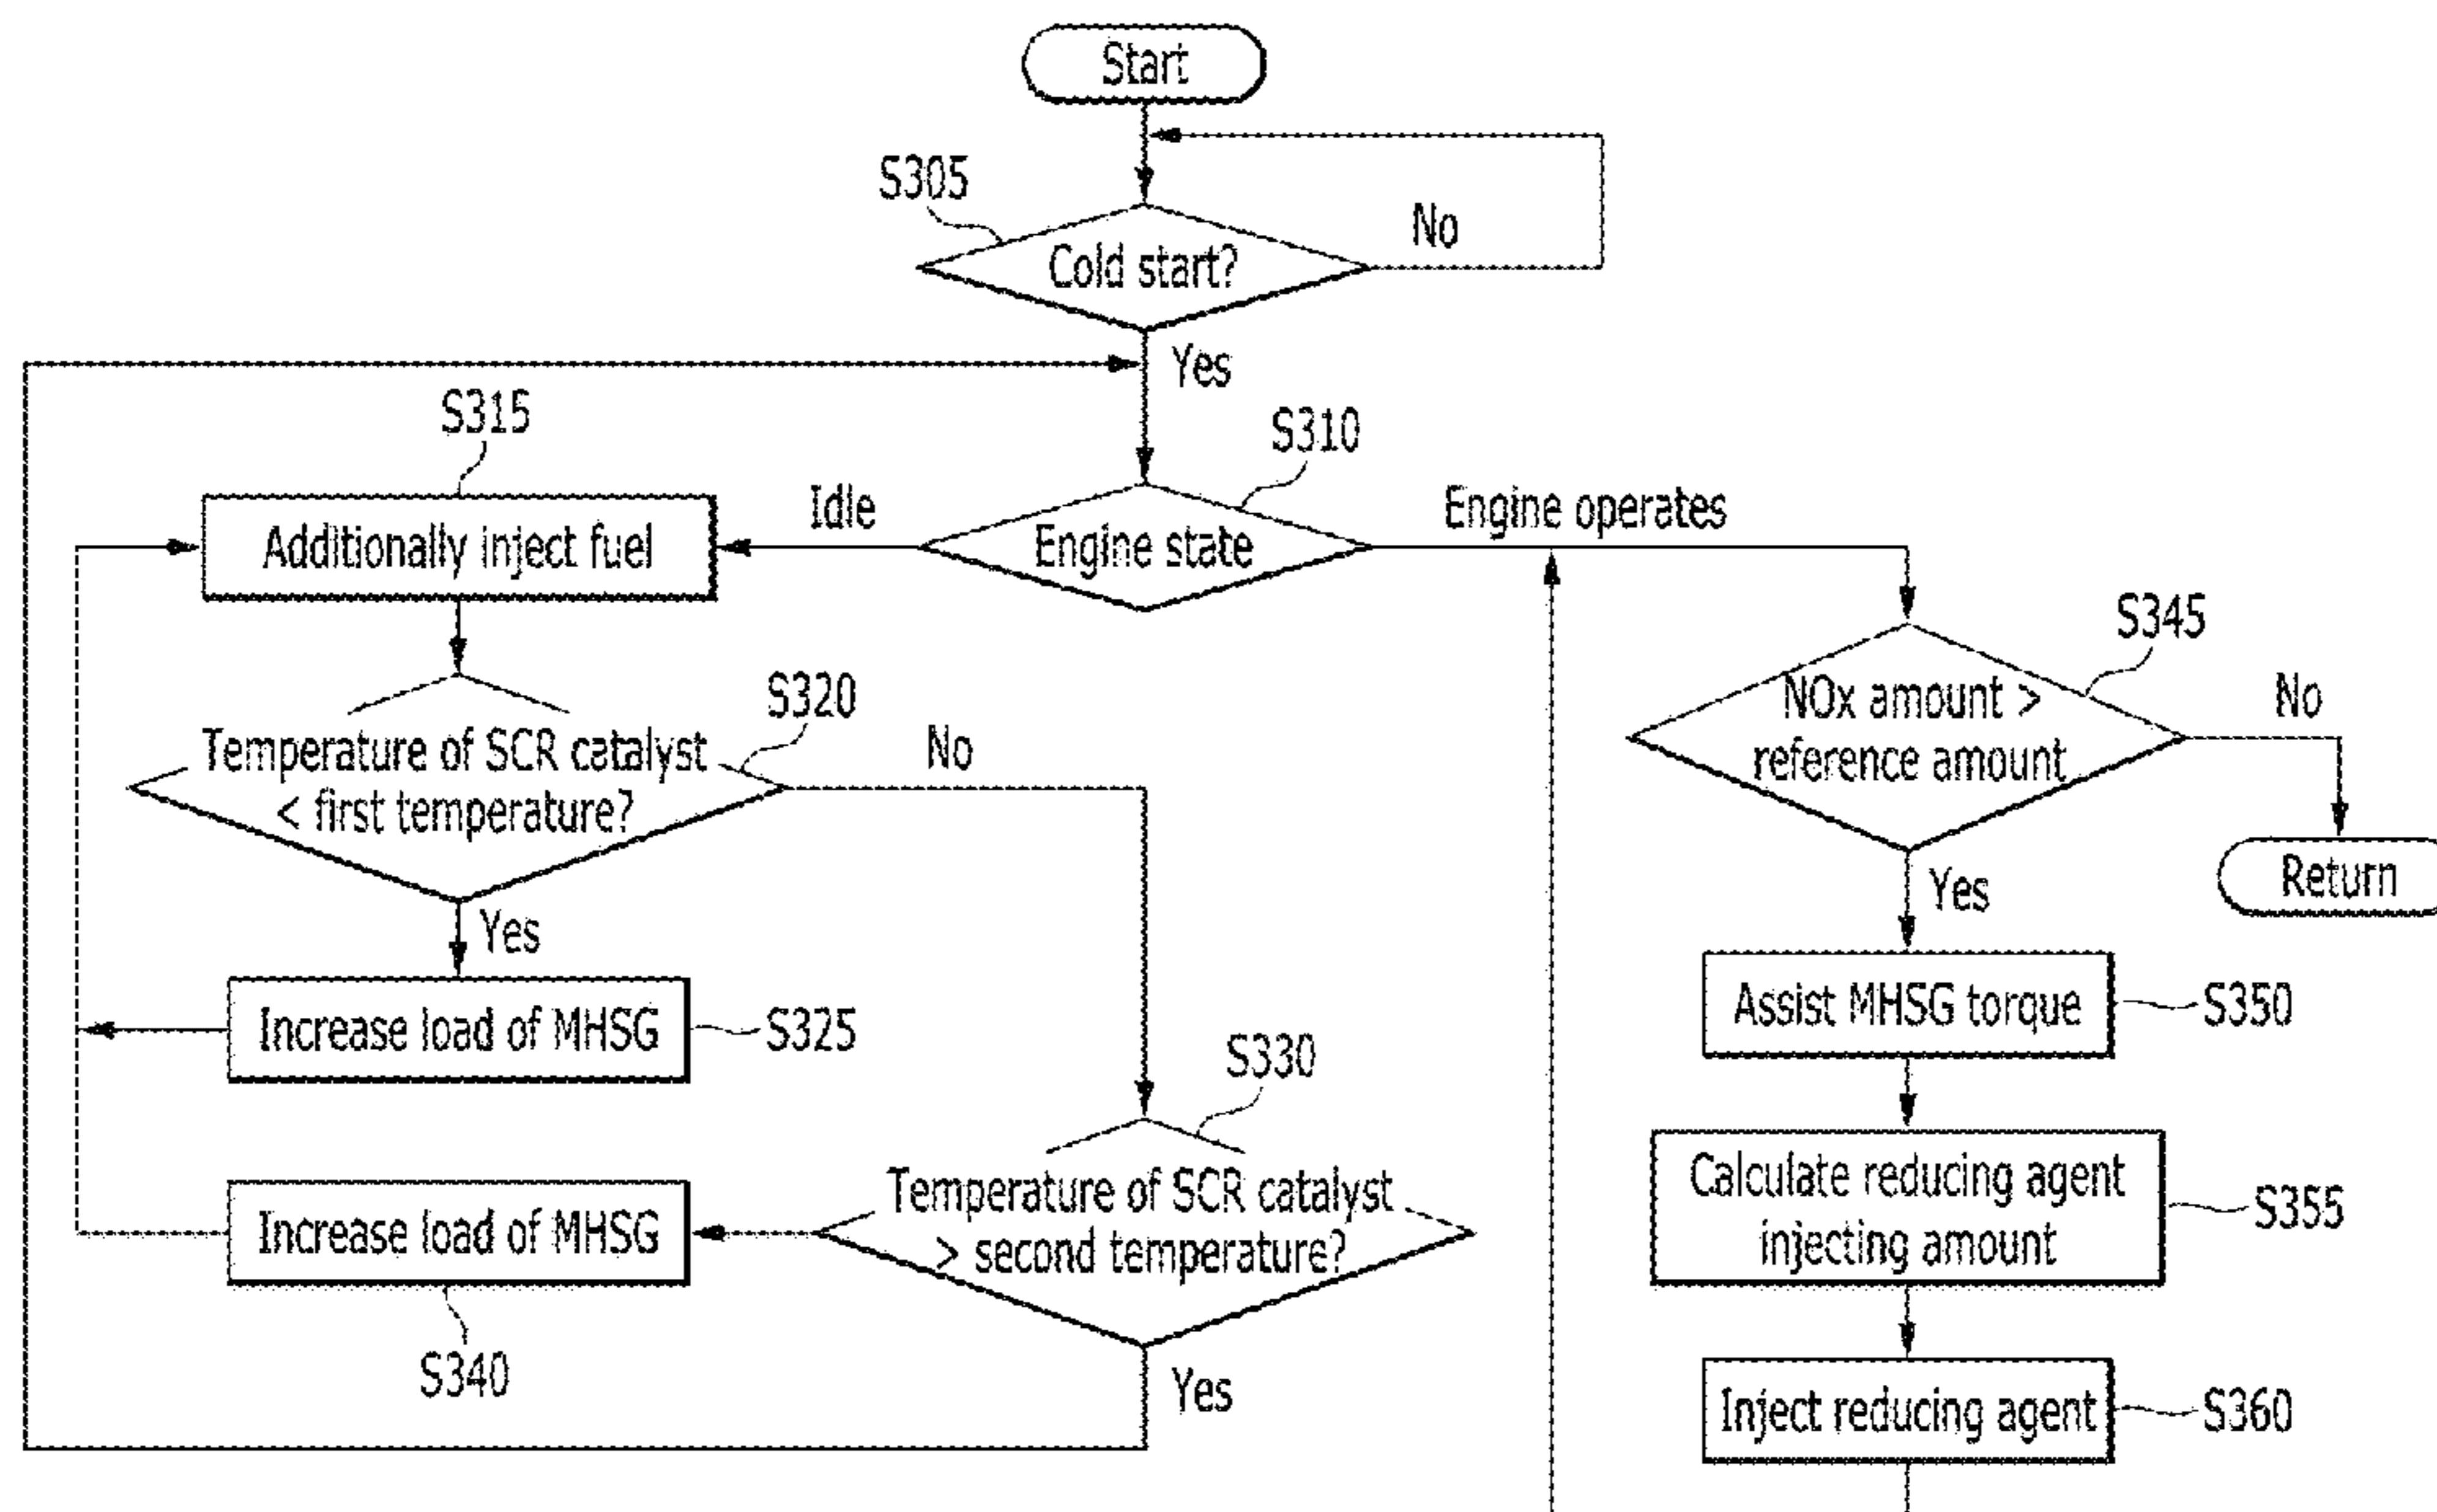 Start
S305
Cold start?
No
Yes
S315
S310
Additionally inject fuel
Idle
Engine state
Engine operates
S345
S320
Temperature of SCR catalyst
< first temperature?
No
NOx amount >
reference amount
No
Return
Yes
Yes
Increase load of MHSG
S325
Assist MHSG torque
S350
S330
Calculate reducing agent
injecting amount
S355
Increase load of MHSG
Temperature of SCR catalyst
> second temperature?
S340
Yes
Inject reducing agent
S360